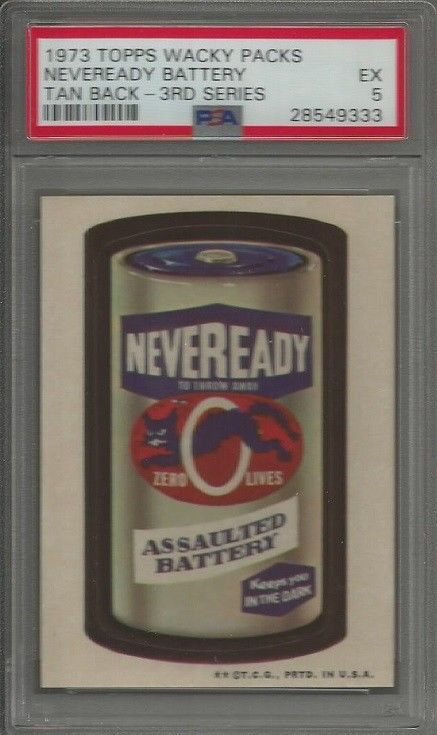 1973 TOPPS WACKY PACKS
NEVEREADY BATTERY EX
TAN BACK - 3RD SERIES 5
28549333
PSA
NEVEREADY
TO THROW AWAY
ZERO 0 LIVES
ASSAULTED
BATTERY
Keeps you
IN THE DARK
**©T.C.G., PRTD. IN U.S.A.